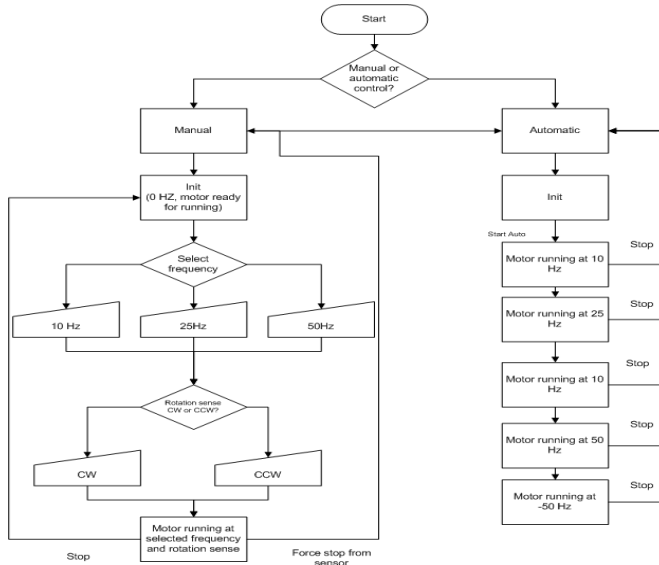 Start
Manual or
automatic
control?
Manual
Automatic
Init
(0 HZ, motor ready
for running)
Init
Start Auto
Select
frequency
10 Hz
25Hz
50Hz
Motor running at 10
Hz
Stop
Motor running at 25
Hz
Stop
Motor running at 10
Hz
Stop
Rotation sense
CW or CCW?
CW
CCW
Motor running at 50
Hz
Stop
Motor running at
-50 Hz
Stop
Motor running at
selected frequency
and rotation sense
Stop
Force stop from
sensor